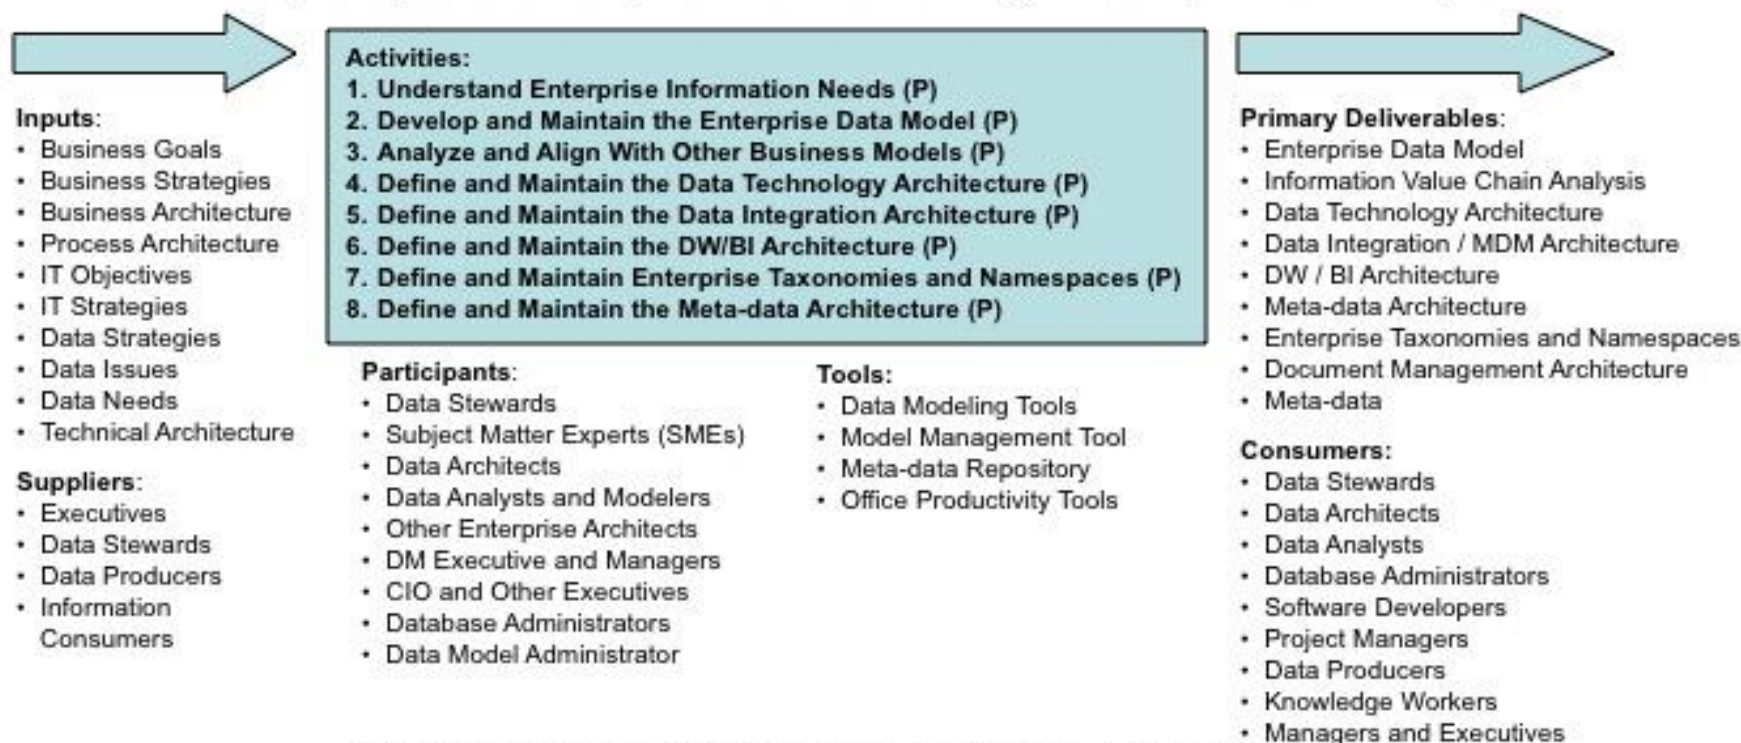 Inputs:
• Business Goals
• Business Strategies
• Business Architecture
• Process Architecture
• IT Objectives
• IT Strategies
• Data Strategies
• Data Issues
• Data Needs
• Technical Architecture
Suppliers:
• Executives
• Data Stewards
• Data Producers
• Information
Consumers
Activities:
1. Understand Enterprise Information Needs (P)
2. Develop and Maintain the Enterprise Data Model (P)
3. Analyze and Align With Other Business Models (P)
4. Define and Maintain the Data Technology Architecture (P)
5. Define and Maintain the Data Integration Architecture (P)
6. Define and Maintain the DW/BI Architecture (P)
7. Define and Maintain Enterprise Taxonomies and Namespaces (P)
8. Define and Maintain the Meta-data Architecture (P)
Participants:
• Data Stewards
• Subject Matter Experts (SMEs)
• Data Architects
• Data Analysts and Modelers
• Other Enterprise Architects
• DM Executive and Managers
• CIO and Other Executives
• Database Administrators
• Data Model Administrator
Tools:
• Data Modeling Tools
• Model Management Tool
• Meta-data Repository
• Office Productivity Tools
Primary Deliverables:
• Enterprise Data Model
• Information Value Chain Analysis
• Data Technology Architecture
• Data Integration / MDM Architecture
• DW / BI Architecture
• Meta-data Architecture
• Enterprise Taxonomies and Namespaces
• Document Management Architecture
• Meta-data
Consumers:
• Data Stewards
• Data Architects
• Data Analysts
• Database Administrators
• Software Developers
• Project Managers
• Data Producers
• Knowledge Workers
• Managers and Executives